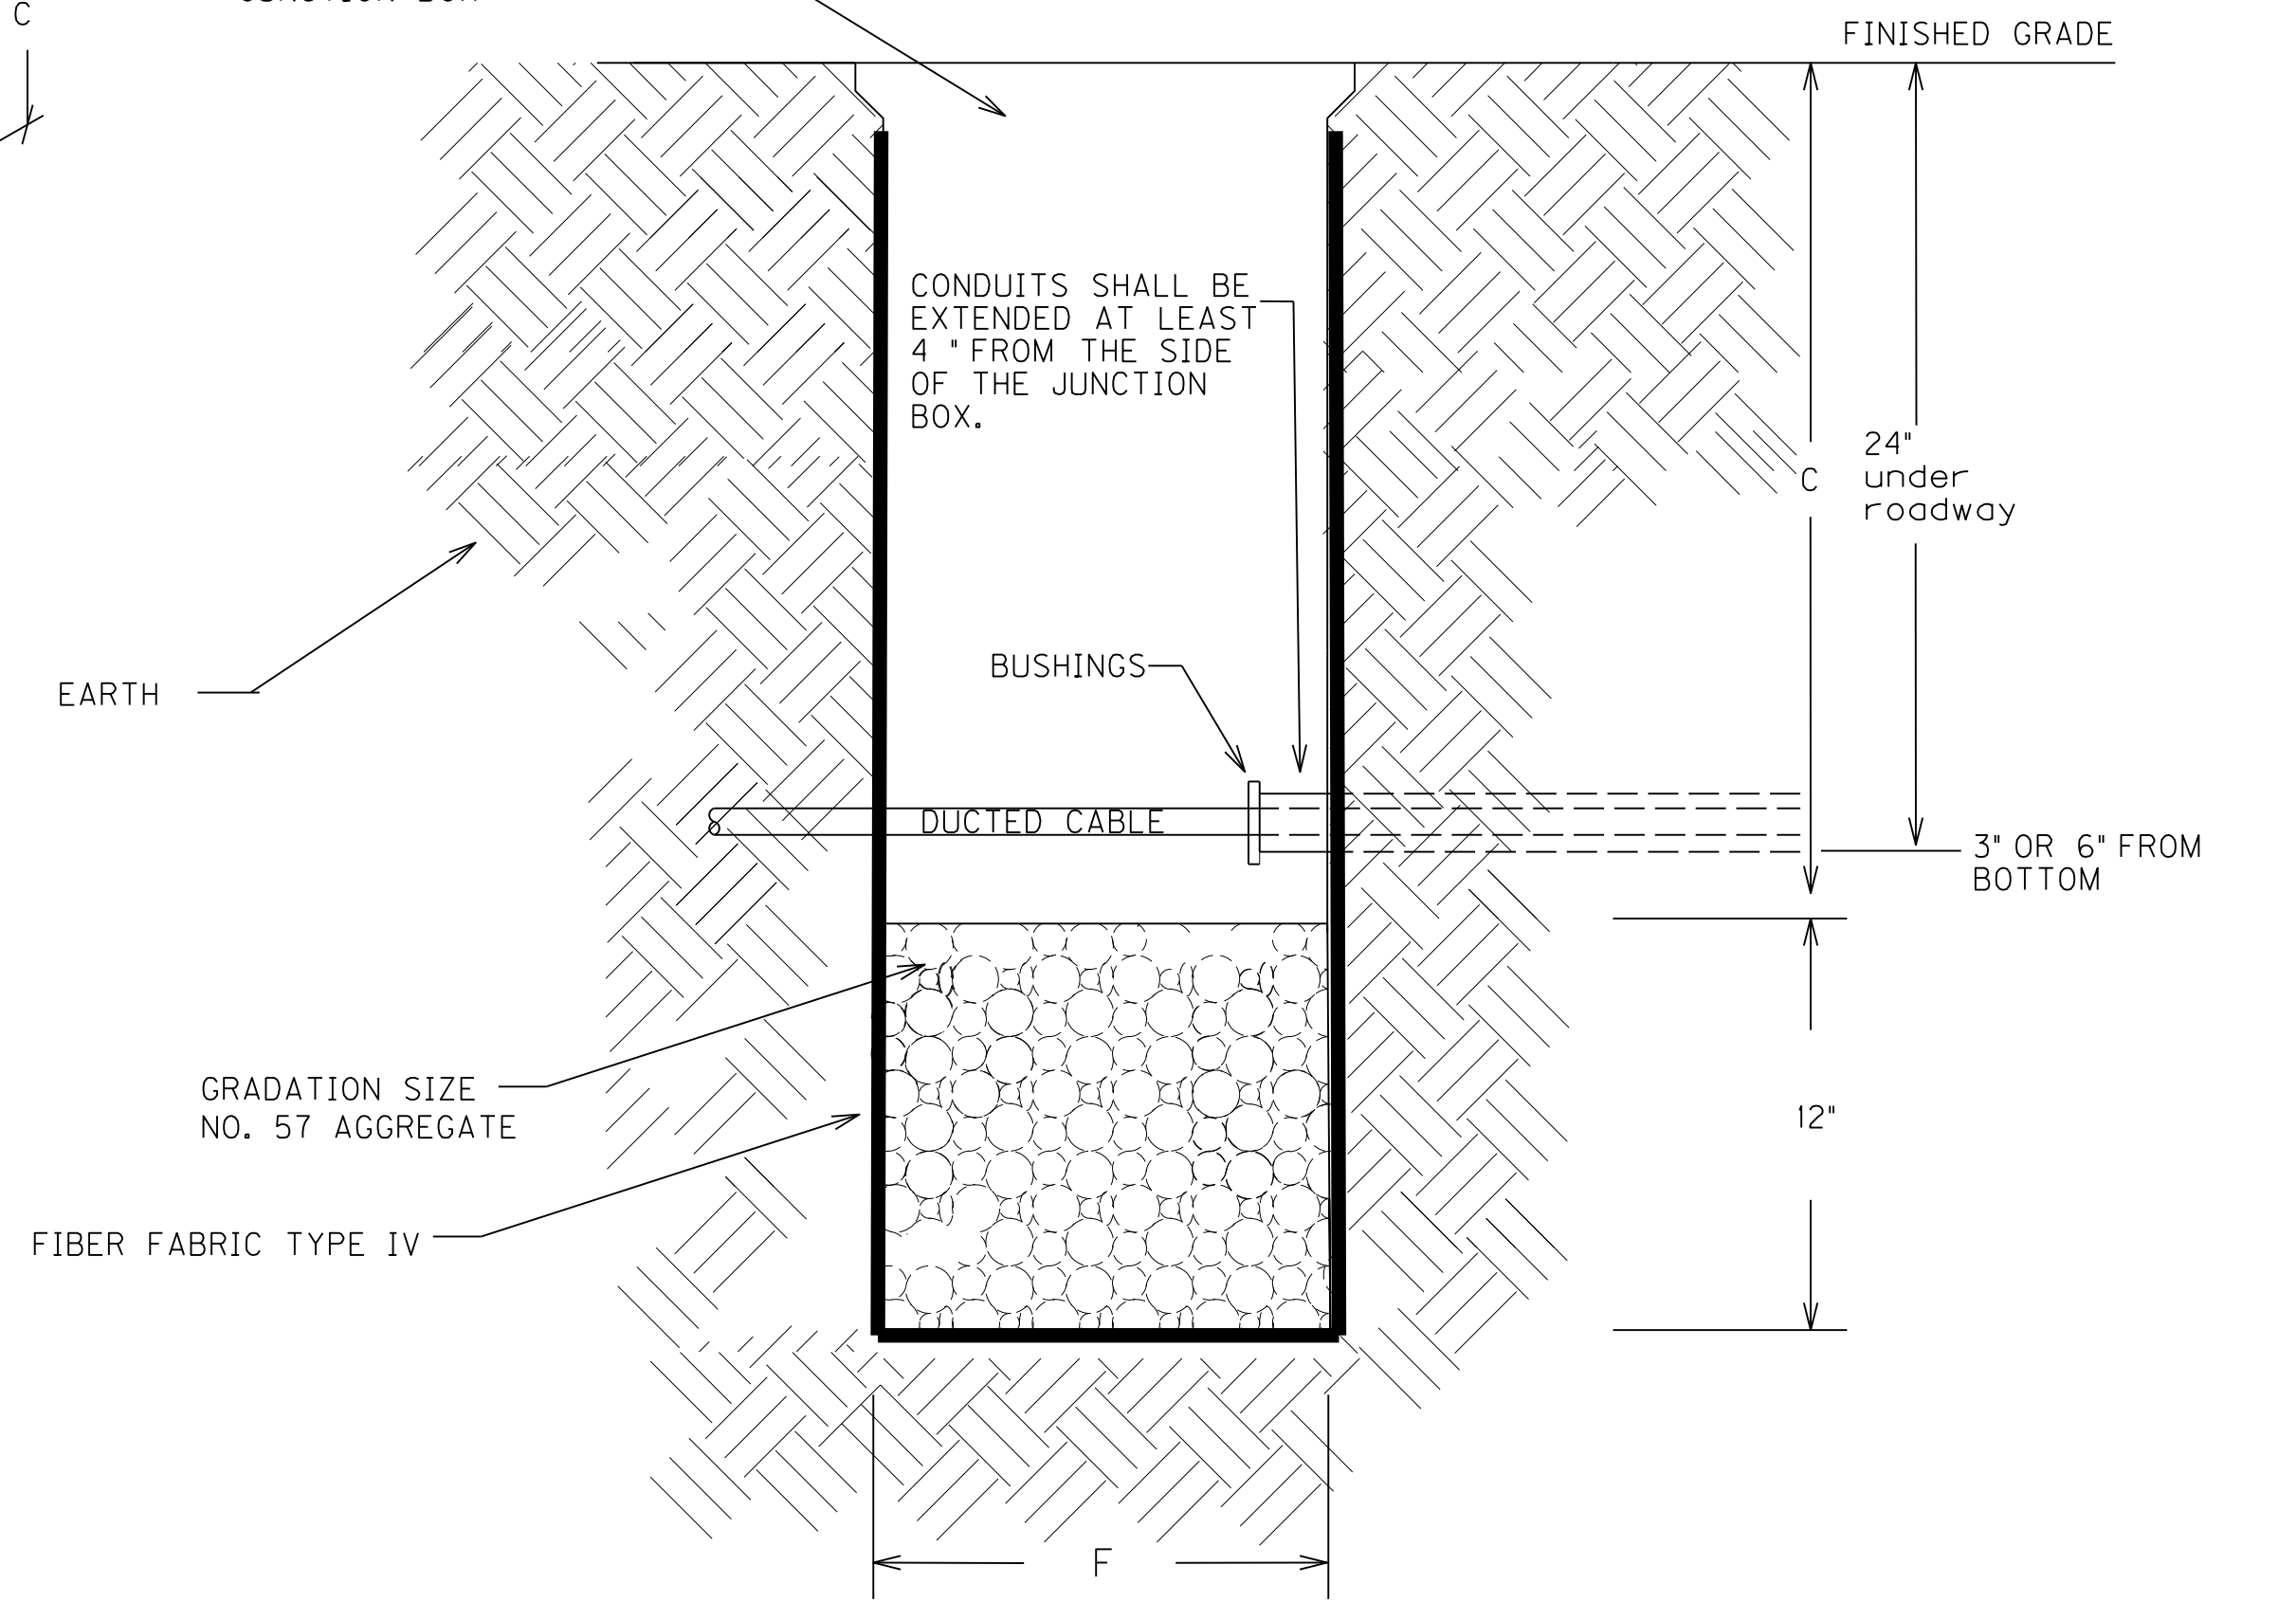 C
FINISHED GRADE
CONDUITS SHALL BE
EXTENDED AT LEAST
4 " FROM THE SIDE
OF THE JUNCTION
BOX.
24"
under
roadway
C
BUSHINGS
EARTH
DUCTED CABLE
3" OR 6" FROM
BOTTOM
GRADATION SIZE
NO. 57 AGGREGATE
12"
FIBER FABRIC TYPE IV
F